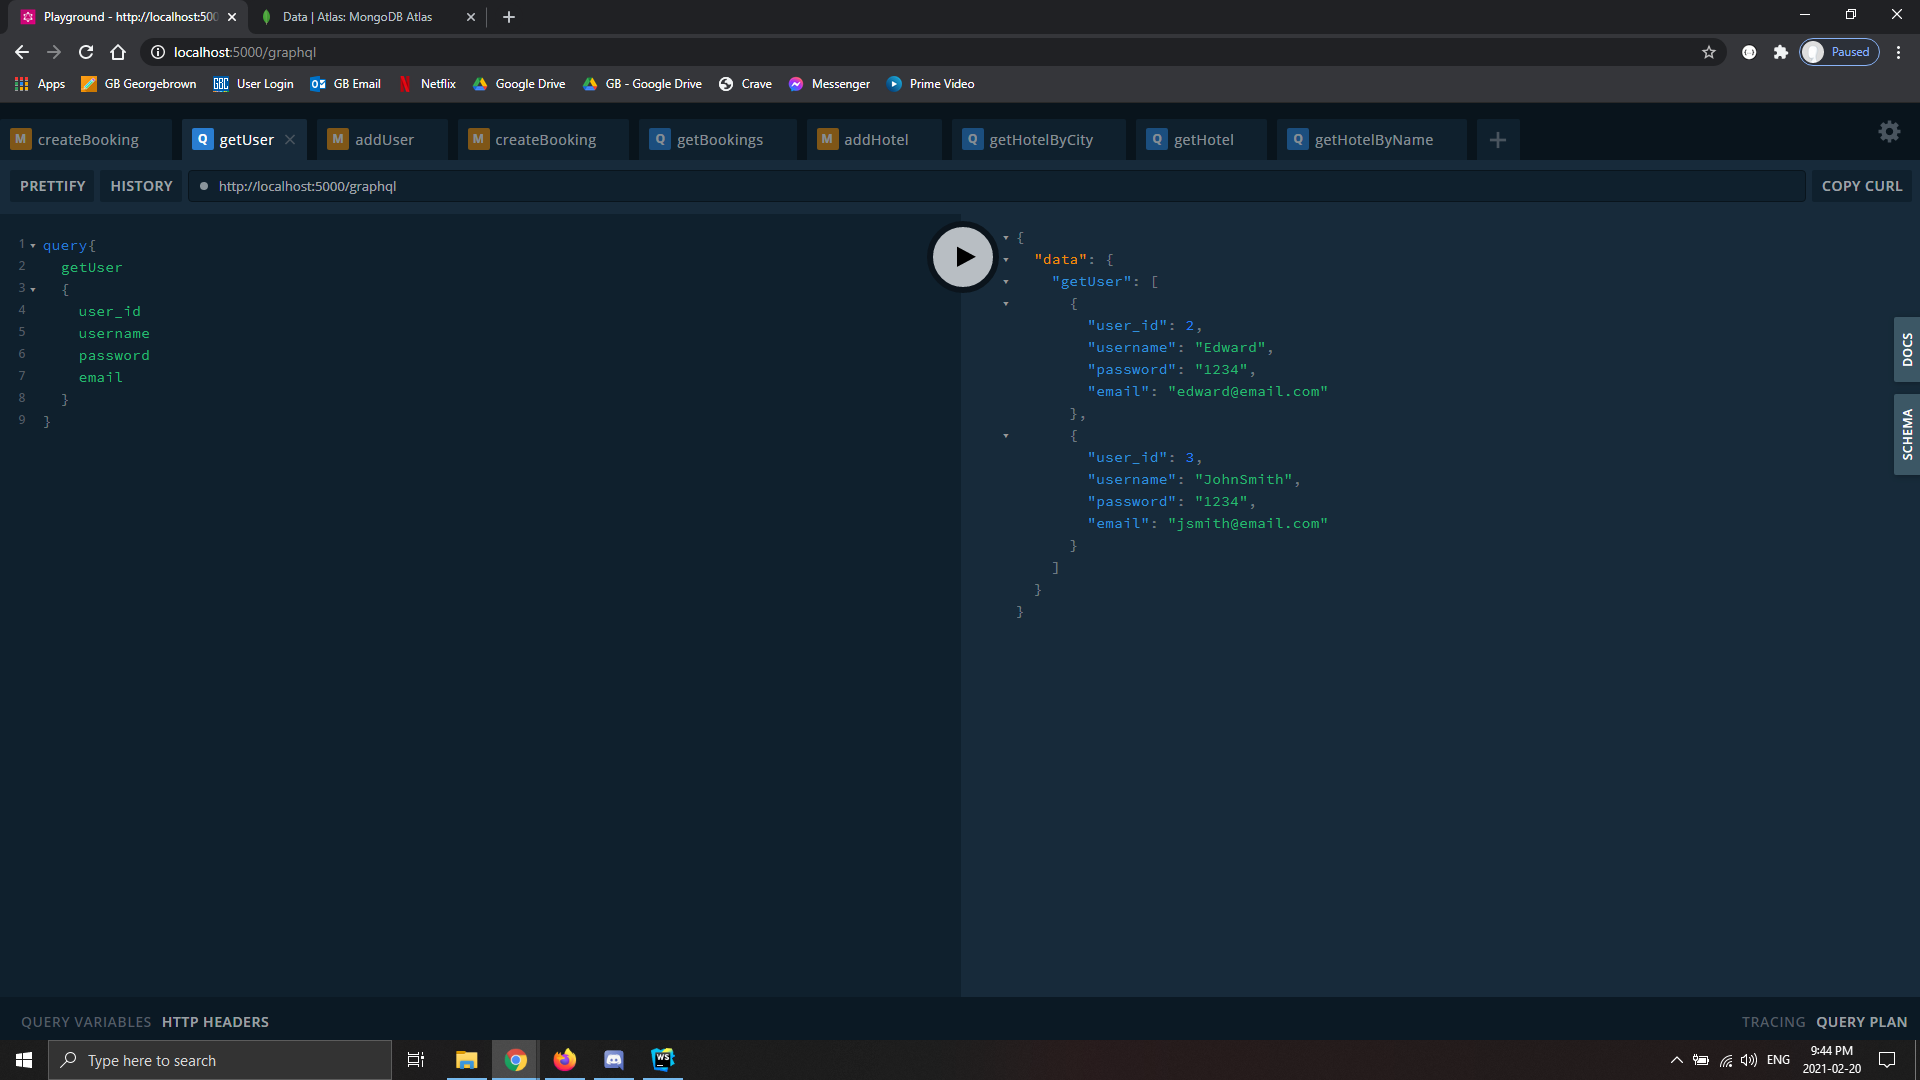 Playground - http://localhost:500
Data | Atlas: MongoDB Atlas
localhost:5000/graphql
Paused
Apps
GB Georgebrown
GBC
User Login
GB Email
Netflix
Google Drive
GB - Google Drive
Crave
Messenger
Prime Video
M createBooking
Q getUser
M addUser
M createBooking
Q getBookings
M addHotel
Q getHotelByCity
Q getHotel
Q getHotelByName
PRETTIFY
HISTORY
http://localhost:5000/graphql
COPY CURL
1 query{
2 getUser
3 {
4 user_id
5 username
6 password
7 email
8 }
9 }
{
"data": {
"getUser": [
{
"user_id": 2,
"username": "Edward",
"password": "1234",
"email": "edward@email.com"
},
{
"user_id": 3,
"username": "JohnSmith",
"password": "1234",
"email": "jsmith@email.com"
}
]
}
}
DOCS
SCHEMA
QUERY VARIABLES
HTTP HEADERS
TRACING
QUERY PLAN
Type here to search
WS
ENG
9:44 PM
2021-02-20